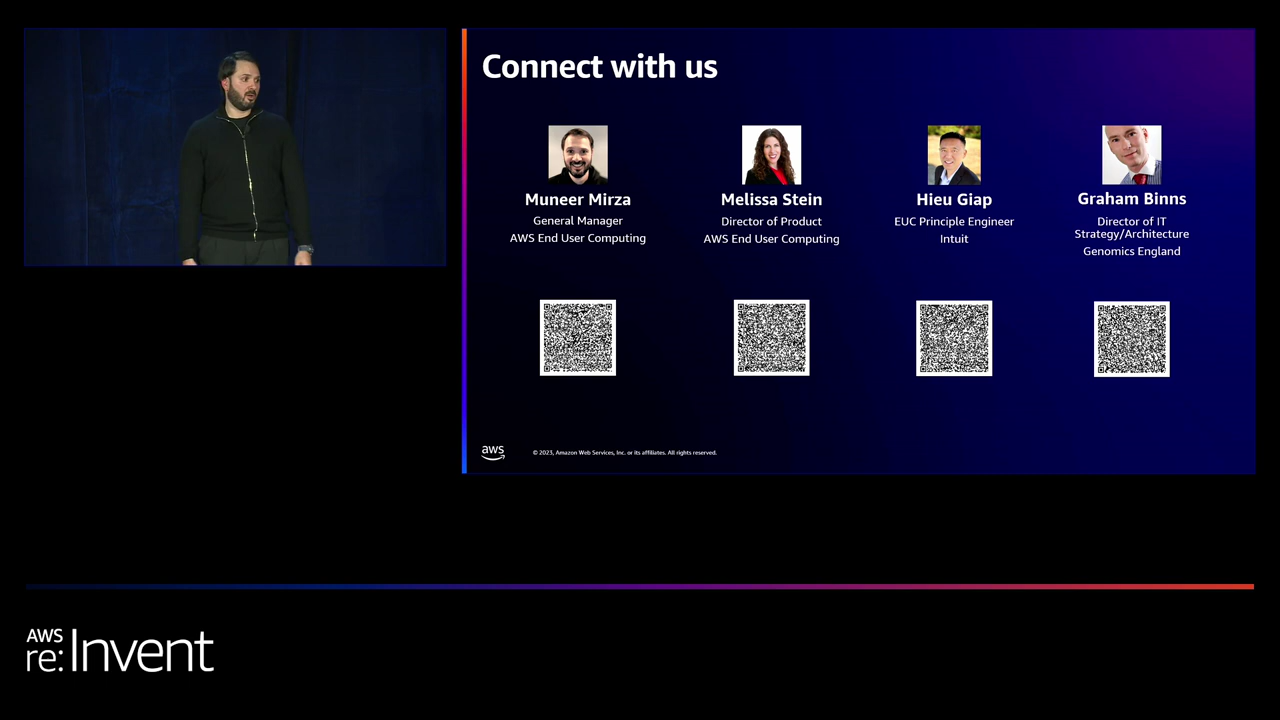 Connect with us
Muneer Mirza
General Manager
AWS End User Computing
Melissa Stein
Director of Product
AWS End User Computing
Hieu Giap
EUC Principle Engineer
Intuit
Graham Binns
Director of IT
Strategy/Architecture
Genomics England
aws
© 2023, Amazon Web Services, Inc. or its affiliates. All rights reserved.
AWS
re:Invent